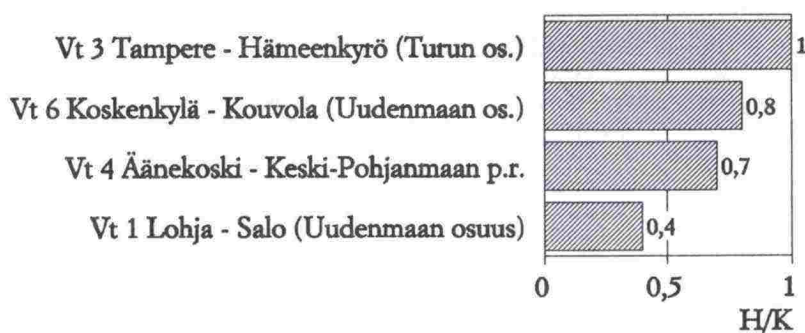 Vt 3 Tampere - Hämeenkyrö (Turun os.) 1
Vt 6 Koskenkylä - Kouvola (Uudenmaan os.) 0,8
Vt 4 Äänekoski - Keski-Pohjanmaan p.r. 0,7
Vt 1 Lohja - Salo (Uudenmaan osuus) 0,4
0 0,5 1
H/K